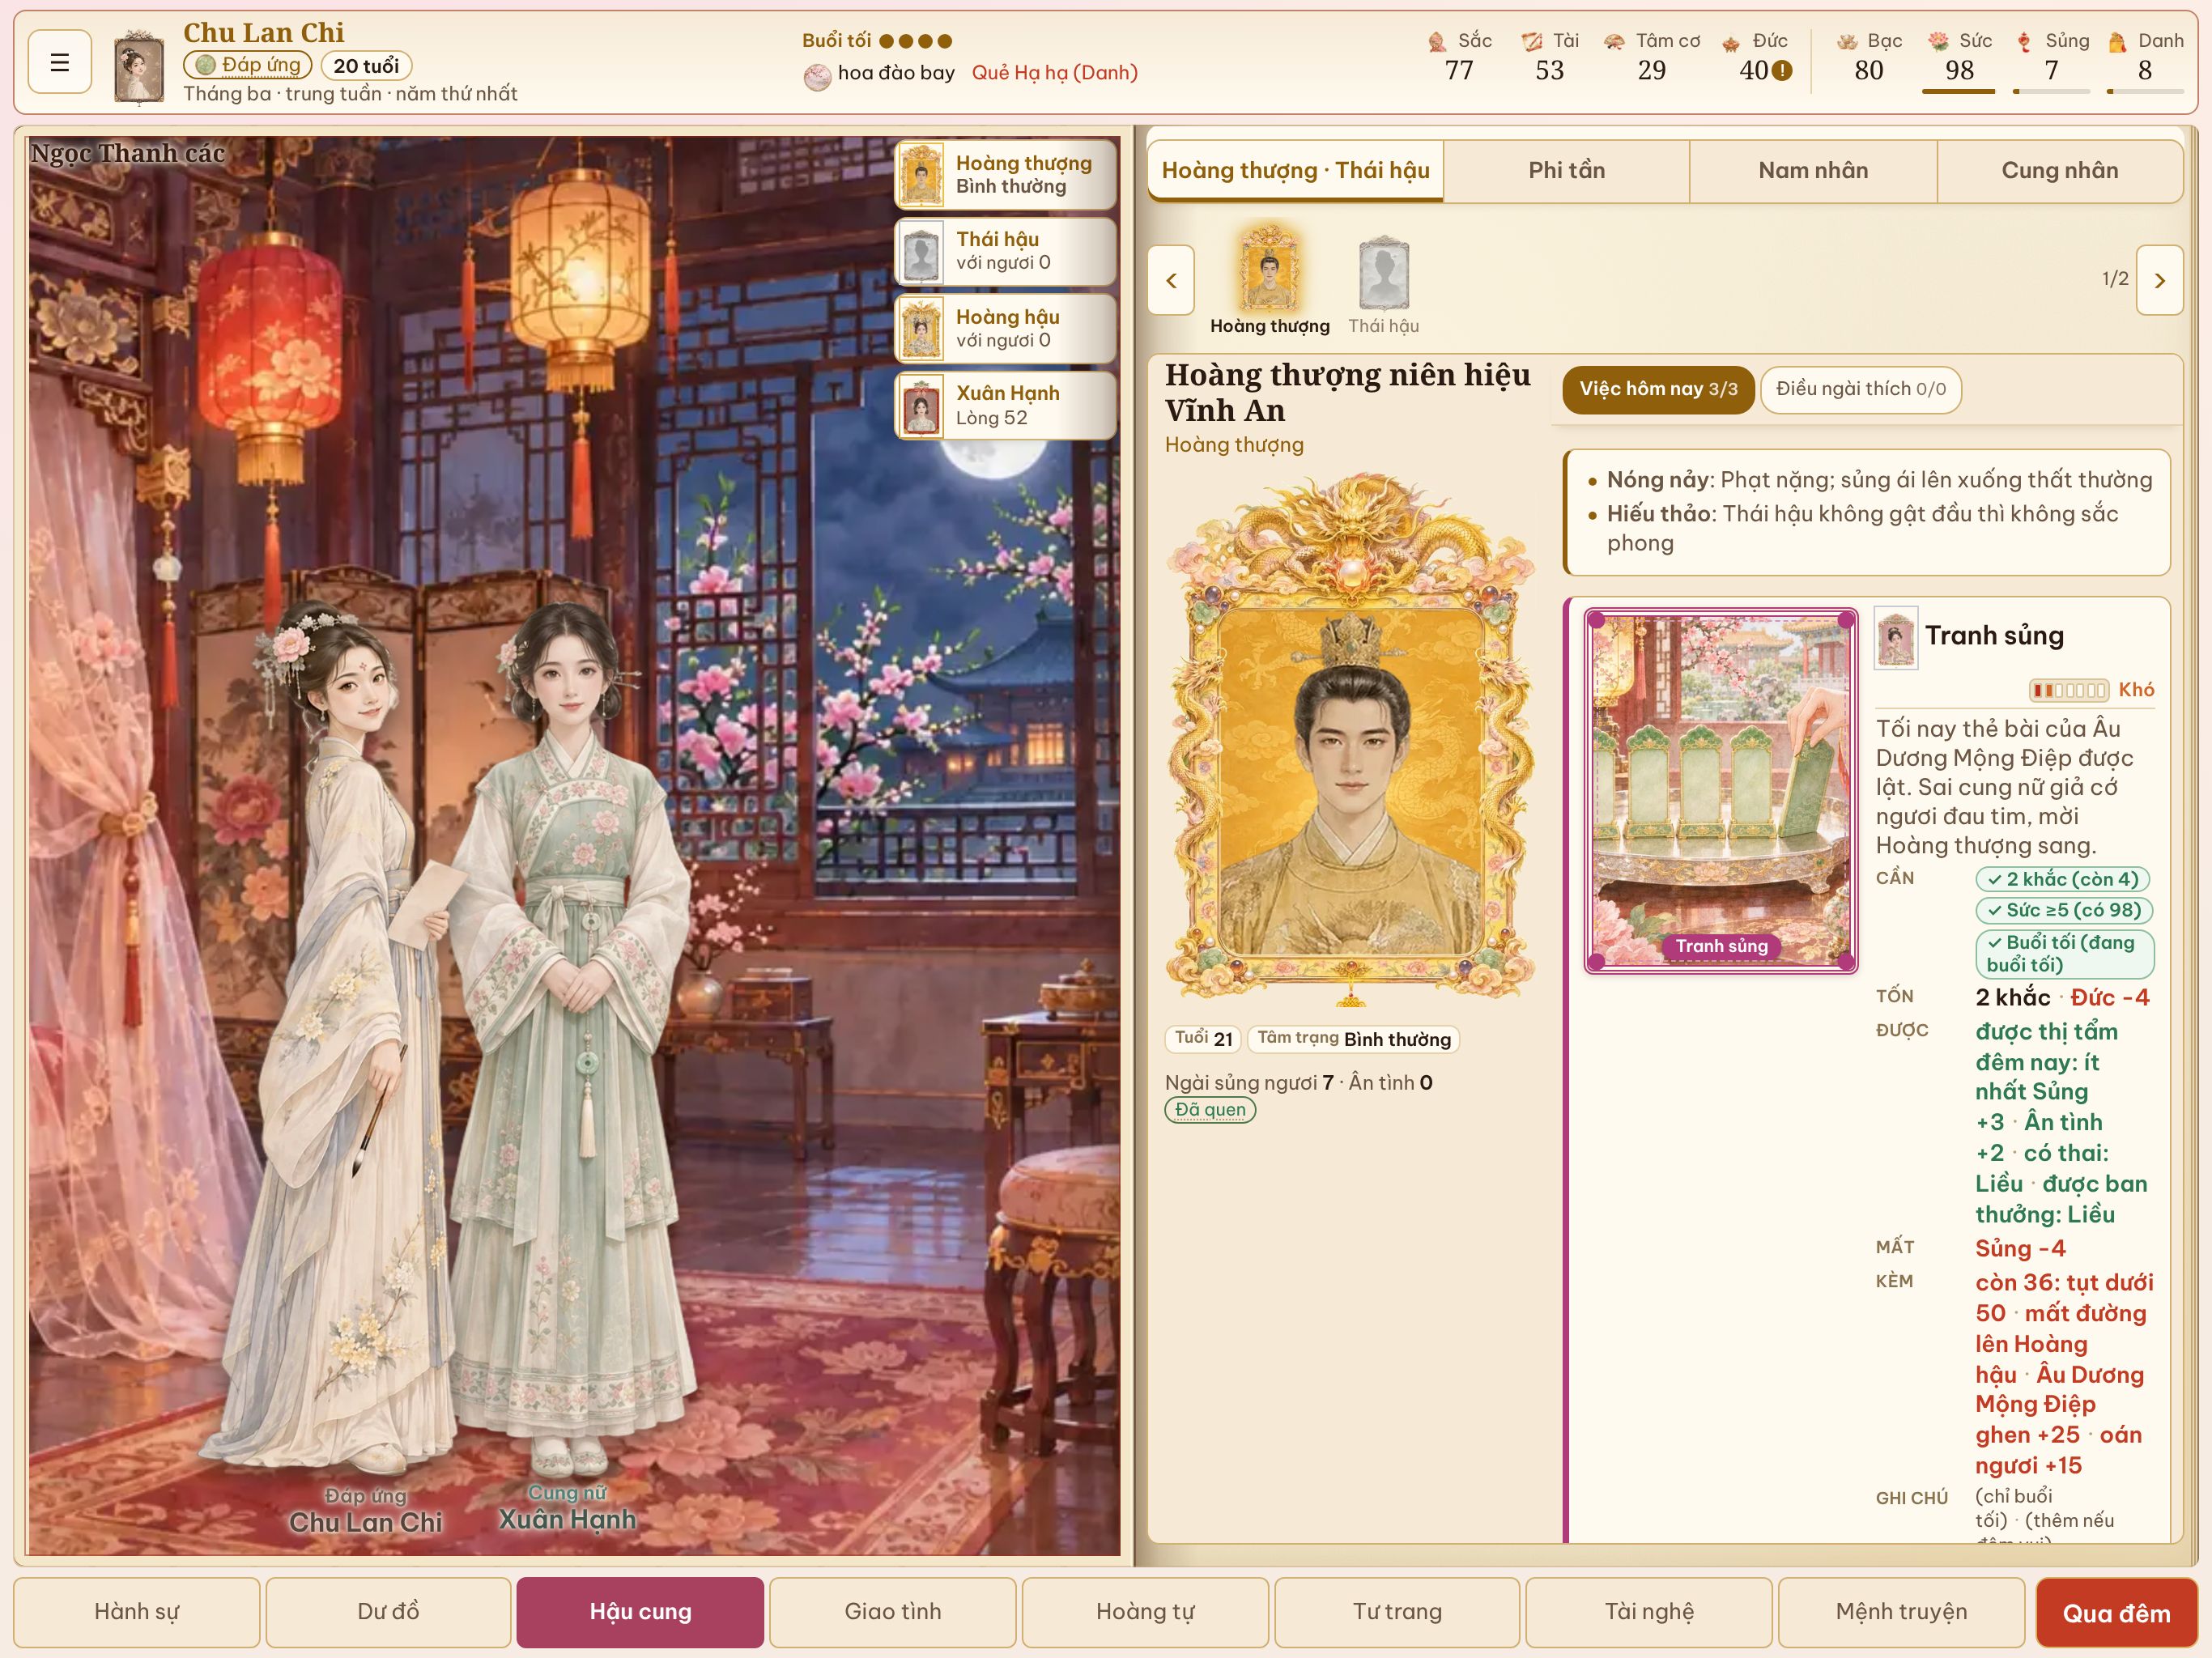 Chu Lan Chi
Đáp ứng
20 tuổi
Tháng ba · trung tuần · năm thứ nhất
Buổi tối
hoa đào bay
Quẻ Hạ hạ (Danh)
Sắc
77
Tài
53
Tâm cơ
29
Đức
40
Bạc
80
Sức
98
Sủng
7
Danh
8
Ngọc Thanh các
Hoàng thượng
Bình thường
Thái hậu
với ngươi 0
Hoàng hậu
với ngươi 0
Xuân Hạnh
Lòng 52
Đáp ứng
Chu Lan Chi
Cung nữ
Xuân Hạnh
Hoàng thượng · Thái hậu
Phi tần
Nam nhân
Cung nhân
Hoàng thượng
Thái hậu
1/2
Hoàng thượng niên hiệu
Vĩnh An
Hoàng thượng
Tuổi 21
Tâm trạng Bình thường
Ngài sủng ngươi 7 · Ân tình 0
Đã quen
Việc hôm nay 3/3
Điều ngài thích 0/0
Nóng nảy: Phạt nặng; sủng ái lên xuống thất thường
Hiếu thảo: Thái hậu không gật đầu thì không sắc
phong
Tranh sủng
Tranh sủng
Khó
Tối nay thẻ bài của Âu
Dương Mộng Điệp được
lật. Sai cung nữ giả cớ
ngươi đau tim, mời
Hoàng thượng sang.
CẦN
✓ 2 khắc (còn 4)
✓ Sức ≥5 (có 98)
✓ Buổi tối (đang
buổi tối)
TỐN
2 khắc · Đức -4
ĐƯỢC
được thị tẩm
đêm nay: ít
nhất Sủng
+3 · Ân tình
+2 · có thai:
Liều · được ban
thưởng: Liều
MẤT
Sủng -4
KÈM
còn 36: tụt dưới
50 · mất đường
lên Hoàng
hậu · Âu Dương
Mộng Điệp
ghen +25 · oán
ngươi +15
GHI CHÚ
(chỉ buổi
tối) · (thêm nếu
Hành sự
Dư đồ
Hậu cung
Giao tình
Hoàng tự
Tư trang
Tài nghệ
Mệnh truyện
Qua đêm